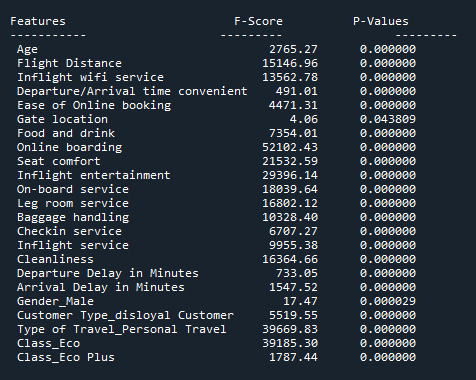 Features F-Score P-Values
----------- --------- ---------
Age 2765.27 0.000000
Flight Distance 15146.96 0.000000
Inflight wifi service 13562.78 0.000000
Departure/Arrival time convenient 491.01 0.000000
Ease of Online booking 4471.31 0.000000
Gate location 4.06 0.043809
Food and drink 7354.01 0.000000
Online boarding 52102.43 0.000000
Seat comfort 21532.59 0.000000
Inflight entertainment 29396.14 0.000000
On-board service 18039.64 0.000000
Leg room service 16802.12 0.000000
Baggage handling 10328.40 0.000000
Checkin service 6707.27 0.000000
Inflight service 9955.38 0.000000
Cleanliness 16364.66 0.000000
Departure Delay in Minutes 733.05 0.000000
Arrival Delay in Minutes 1547.52 0.000000
Gender_Male 17.47 0.000029
Customer Type_disloyal Customer 5519.55 0.000000
Type of Travel_Personal Travel 39669.83 0.000000
Class_Eco 39185.30 0.000000
Class_Eco Plus 1787.44 0.000000